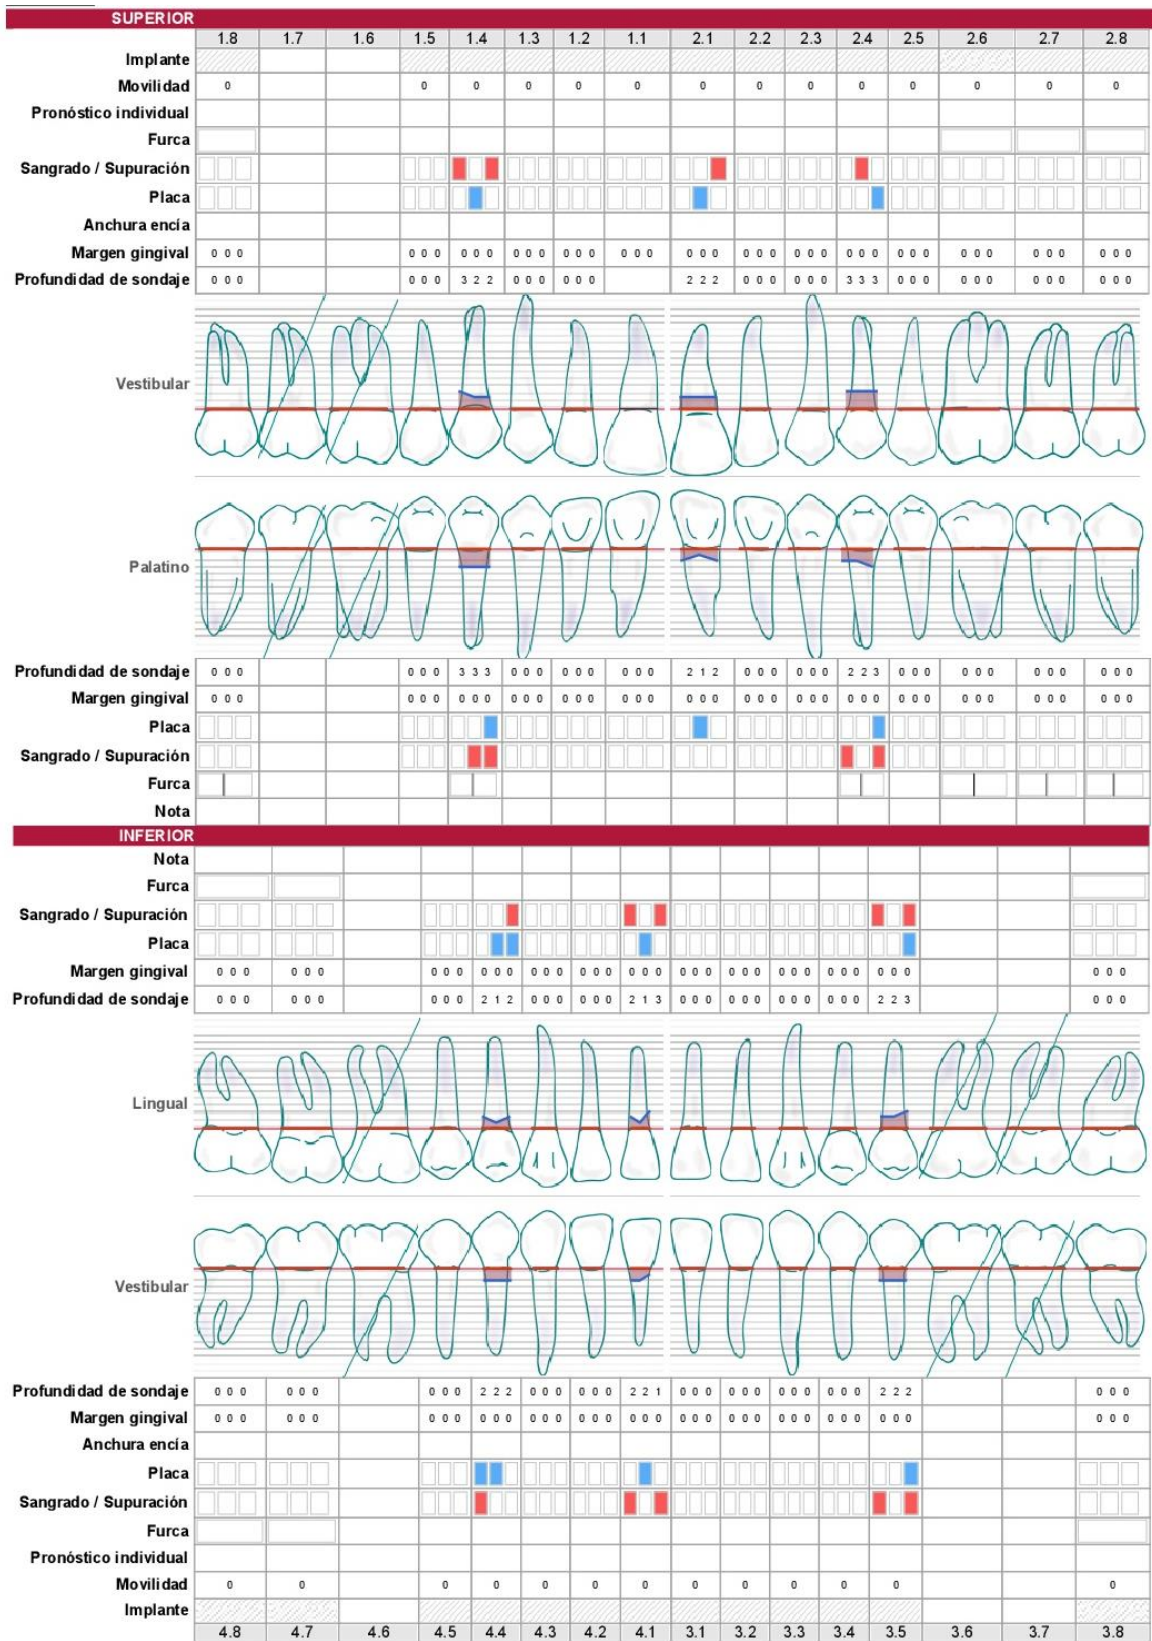 SUPERIOR
1.8 1.7 1.6 1.5 1.4 1.3 1.2 1.1 2.1 2.2 2.3 2.4 2.5 2.6 2.7 2.8
Implante
Movilidad 0 0 0 0 0 0 0 0 0 0 0 0 0 0
Pronóstico individual
Furca
Sangrado / Supuración
Placa
Anchura encía
Margen gingival 0 0 0 0 0 0 0 0 0 0 0 0 0 0 0 0 0 0 0 0 0 0 0 0 0 0 0 0 0 0 0 0 0 0 0 0 0 0 0 0 0 0
Profundidad de sondaje 0 0 0 0 0 0 3 2 2 0 0 0 0 0 0 2 2 2 0 0 0 0 0 0 3 3 3 0 0 0 0 0 0 0 0 0 0 0 0
Vestibular
Palatino
Profundidad de sondaje 0 0 0 0 0 0 3 3 3 0 0 0 0 0 0 0 0 0 2 1 2 0 0 0 0 0 0 2 2 3 0 0 0 0 0 0 0 0 0 0 0 0
Margen gingival 0 0 0 0 0 0 0 0 0 0 0 0 0 0 0 0 0 0 0 0 0 0 0 0 0 0 0 0 0 0 0 0 0 0 0 0 0 0 0 0 0 0
Placa
Sangrado / Supuración
Furca
Nota
INFERIOR
Nota
Furca
Sangrado / Supuración
Placa
Margen gingival 0 0 0 0 0 0 0 0 0 0 0 0 0 0 0 0 0 0 0 0 0 0 0 0 0 0 0 0 0 0 0 0 0 0 0 0 0 0 0
Profundidad de sondaje 0 0 0 0 0 0 0 0 0 2 1 2 0 0 0 0 0 0 2 1 3 0 0 0 0 0 0 0 0 0 0 0 0 2 2 3 0 0 0
Lingual
Vestibular
Profundidad de sondaje 0 0 0 0 0 0 0 0 0 2 2 2 0 0 0 0 0 0 2 2 1 0 0 0 0 0 0 0 0 0 0 0 0 2 2 2 0 0 0
Margen gingival 0 0 0 0 0 0 0 0 0 0 0 0 0 0 0 0 0 0 0 0 0 0 0 0 0 0 0 0 0 0 0 0 0 0 0 0 0 0 0
Anchura encía
Placa
Sangrado / Supuración
Furca
Pronóstico individual
Movilidad 0 0 0 0 0 0 0 0 0 0 0 0 0
Implante
4.8 4.7 4.6 4.5 4.4 4.3 4.2 4.1 3.1 3.2 3.3 3.4 3.5 3.6 3.7 3.8